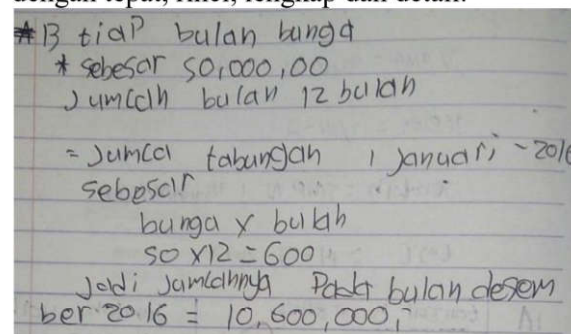 dengan tepat, rinci, lengkap dan detail.
#B tiap bulan bunga
* sebesar 50,000,00
Jumlah bulan 12 bulan
= Jumlal tabungan 1 januari - 2016
sebesar
bunga x bulan
50 x 12 = 600
Jadi jumlahnya Pada bulan desem
ber 2016 = 10,600,000,-